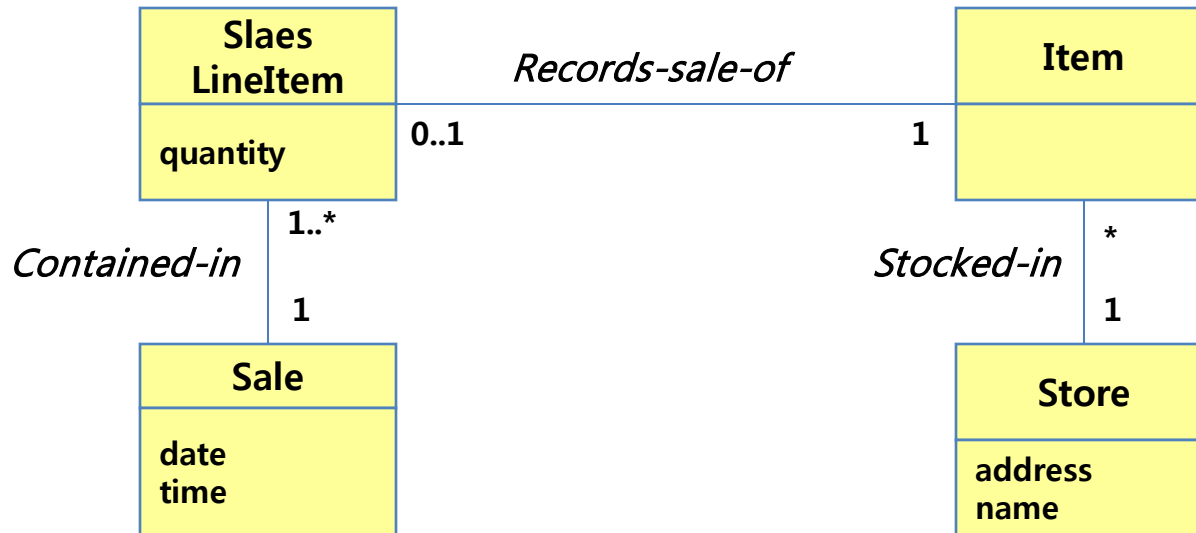 Slaes
LineItem
quantity
Records-sale-of
0..1
1
Item
1..*
Contained-in
1
*
Stocked-in
1
Sale
date
time
Store
address
name